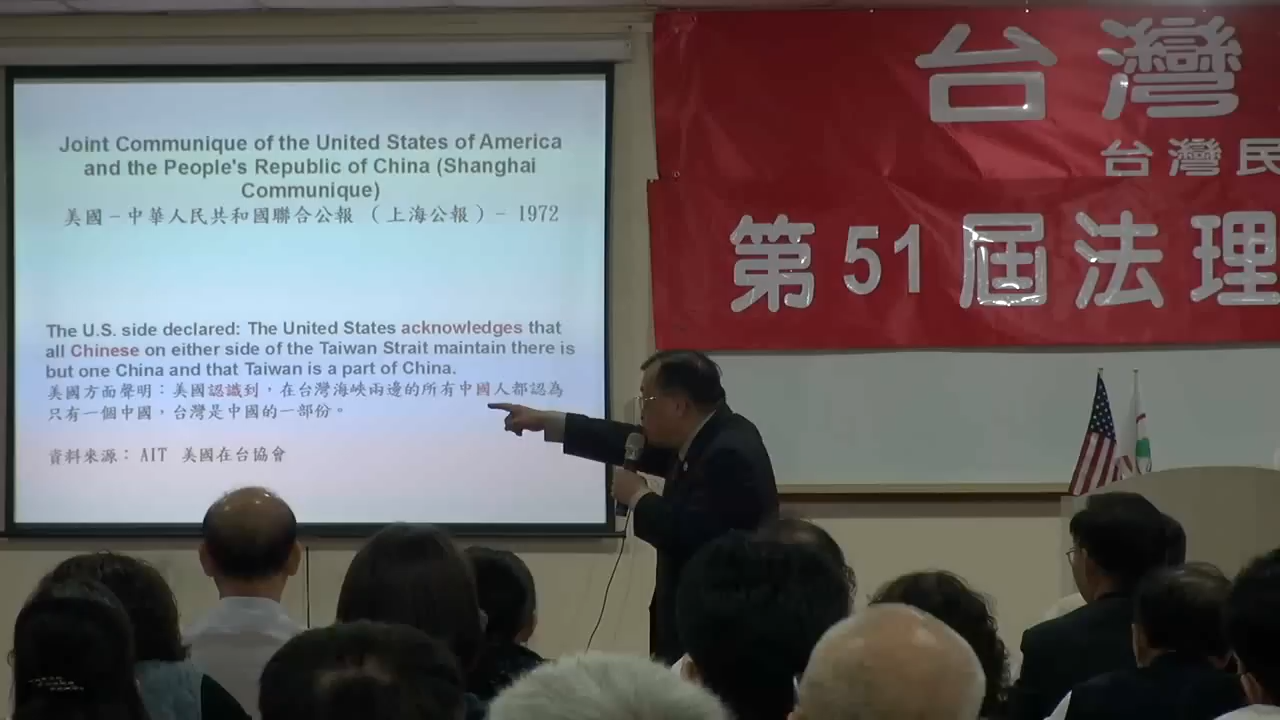 Joint Communique of the United States of America
and the People's Republic of China (Shanghai
Communique)
美國－中華人民共和國聯合公報 （上海公報）－ 1972
The U.S. side declared: The United States acknowledges that
all Chinese on either side of the Taiwan Strait maintain there is
but one China and that Taiwan is a part of China.
美國方面聲明：美國認識到，在台灣海峽兩邊的所有中國人都認為
只有一個中國，台灣是中國的一部份。
資料來源： AIT 美國在台協會
台灣
台灣民
第51屆法理